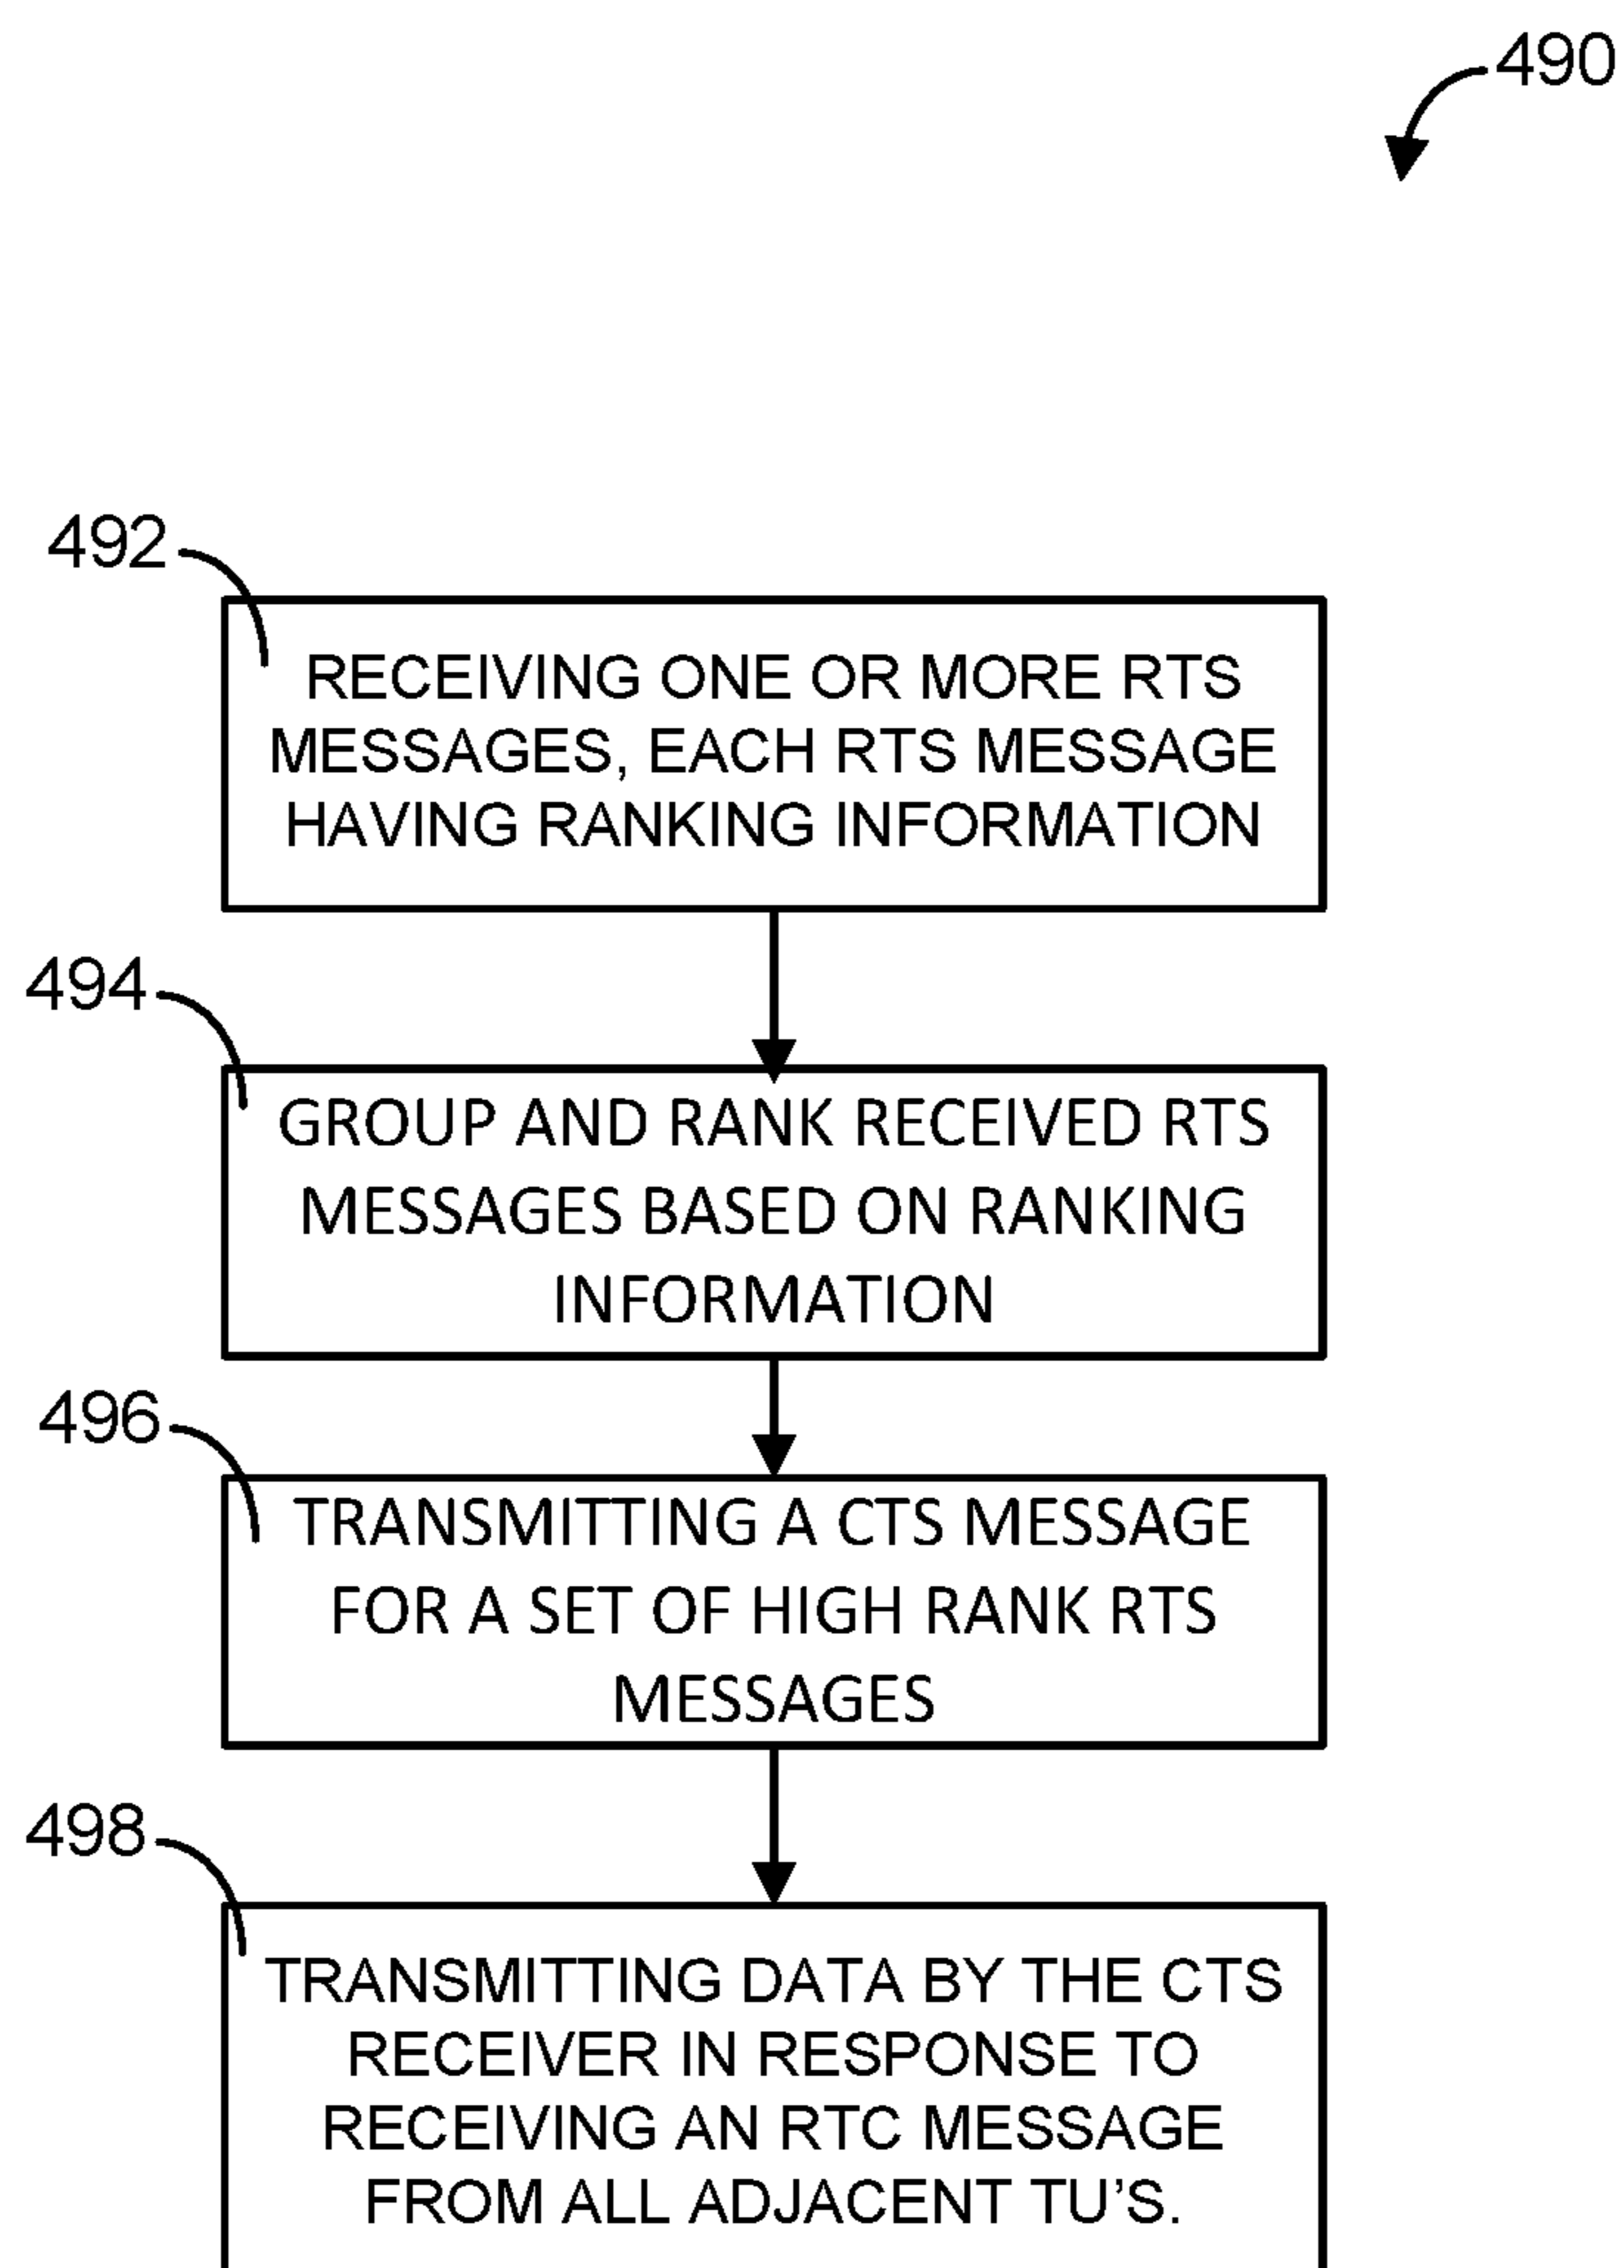 490
492
RECEIVING ONE OR MORE RTS
MESSAGES, EACH RTS MESSAGE
HAVING RANKING INFORMATION
494
GROUP AND RANK RECEIVED RTS
MESSAGES BASED ON RANKING
INFORMATION
496
TRANSMITTING A CTS MESSAGE
FOR A SET OF HIGH RANK RTS
MESSAGES
498
TRANSMITTING DATA BY THE CTS
RECEIVER IN RESPONSE TO
RECEIVING AN RTC MESSAGE
FROM ALL ADJACENT TU’S.